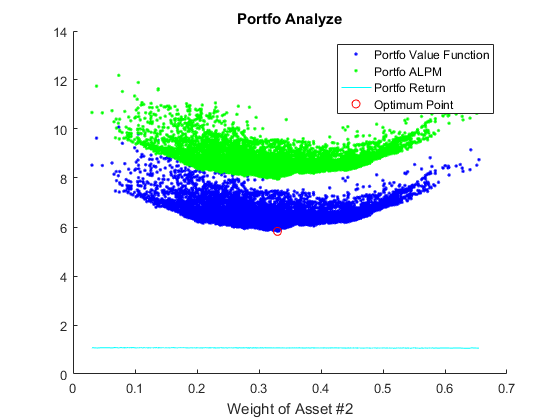 Portfo Analyze
Portfo Value Function
Portfo ALPM
Portfo Return
Optimum Point
14
12
10
8
6
4
2
0
0 0.1 0.2 0.3 0.4 0.5 0.6 0.7
Weight of Asset #2